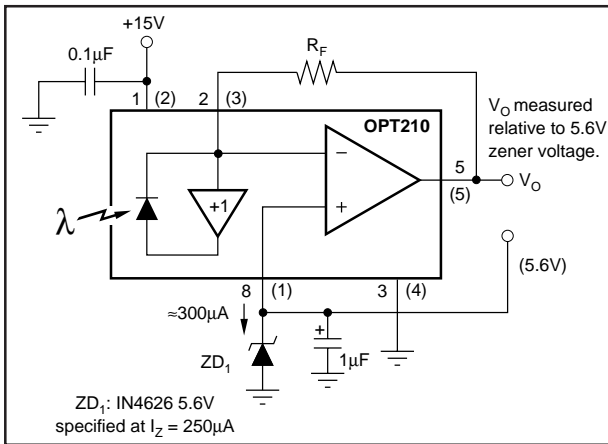 +15V
0.1µF
R_F
1 (2)
2 (3)
OPT210
V_O measured
relative to 5.6V
zener voltage.
−
+
+1
λ
5
(5)
V_O
(5.6V)
8 (1)
3 (4)
≈300µA
+
1µF
ZD_1
ZD_1: IN4626 5.6V
specified at I_Z = 250µA